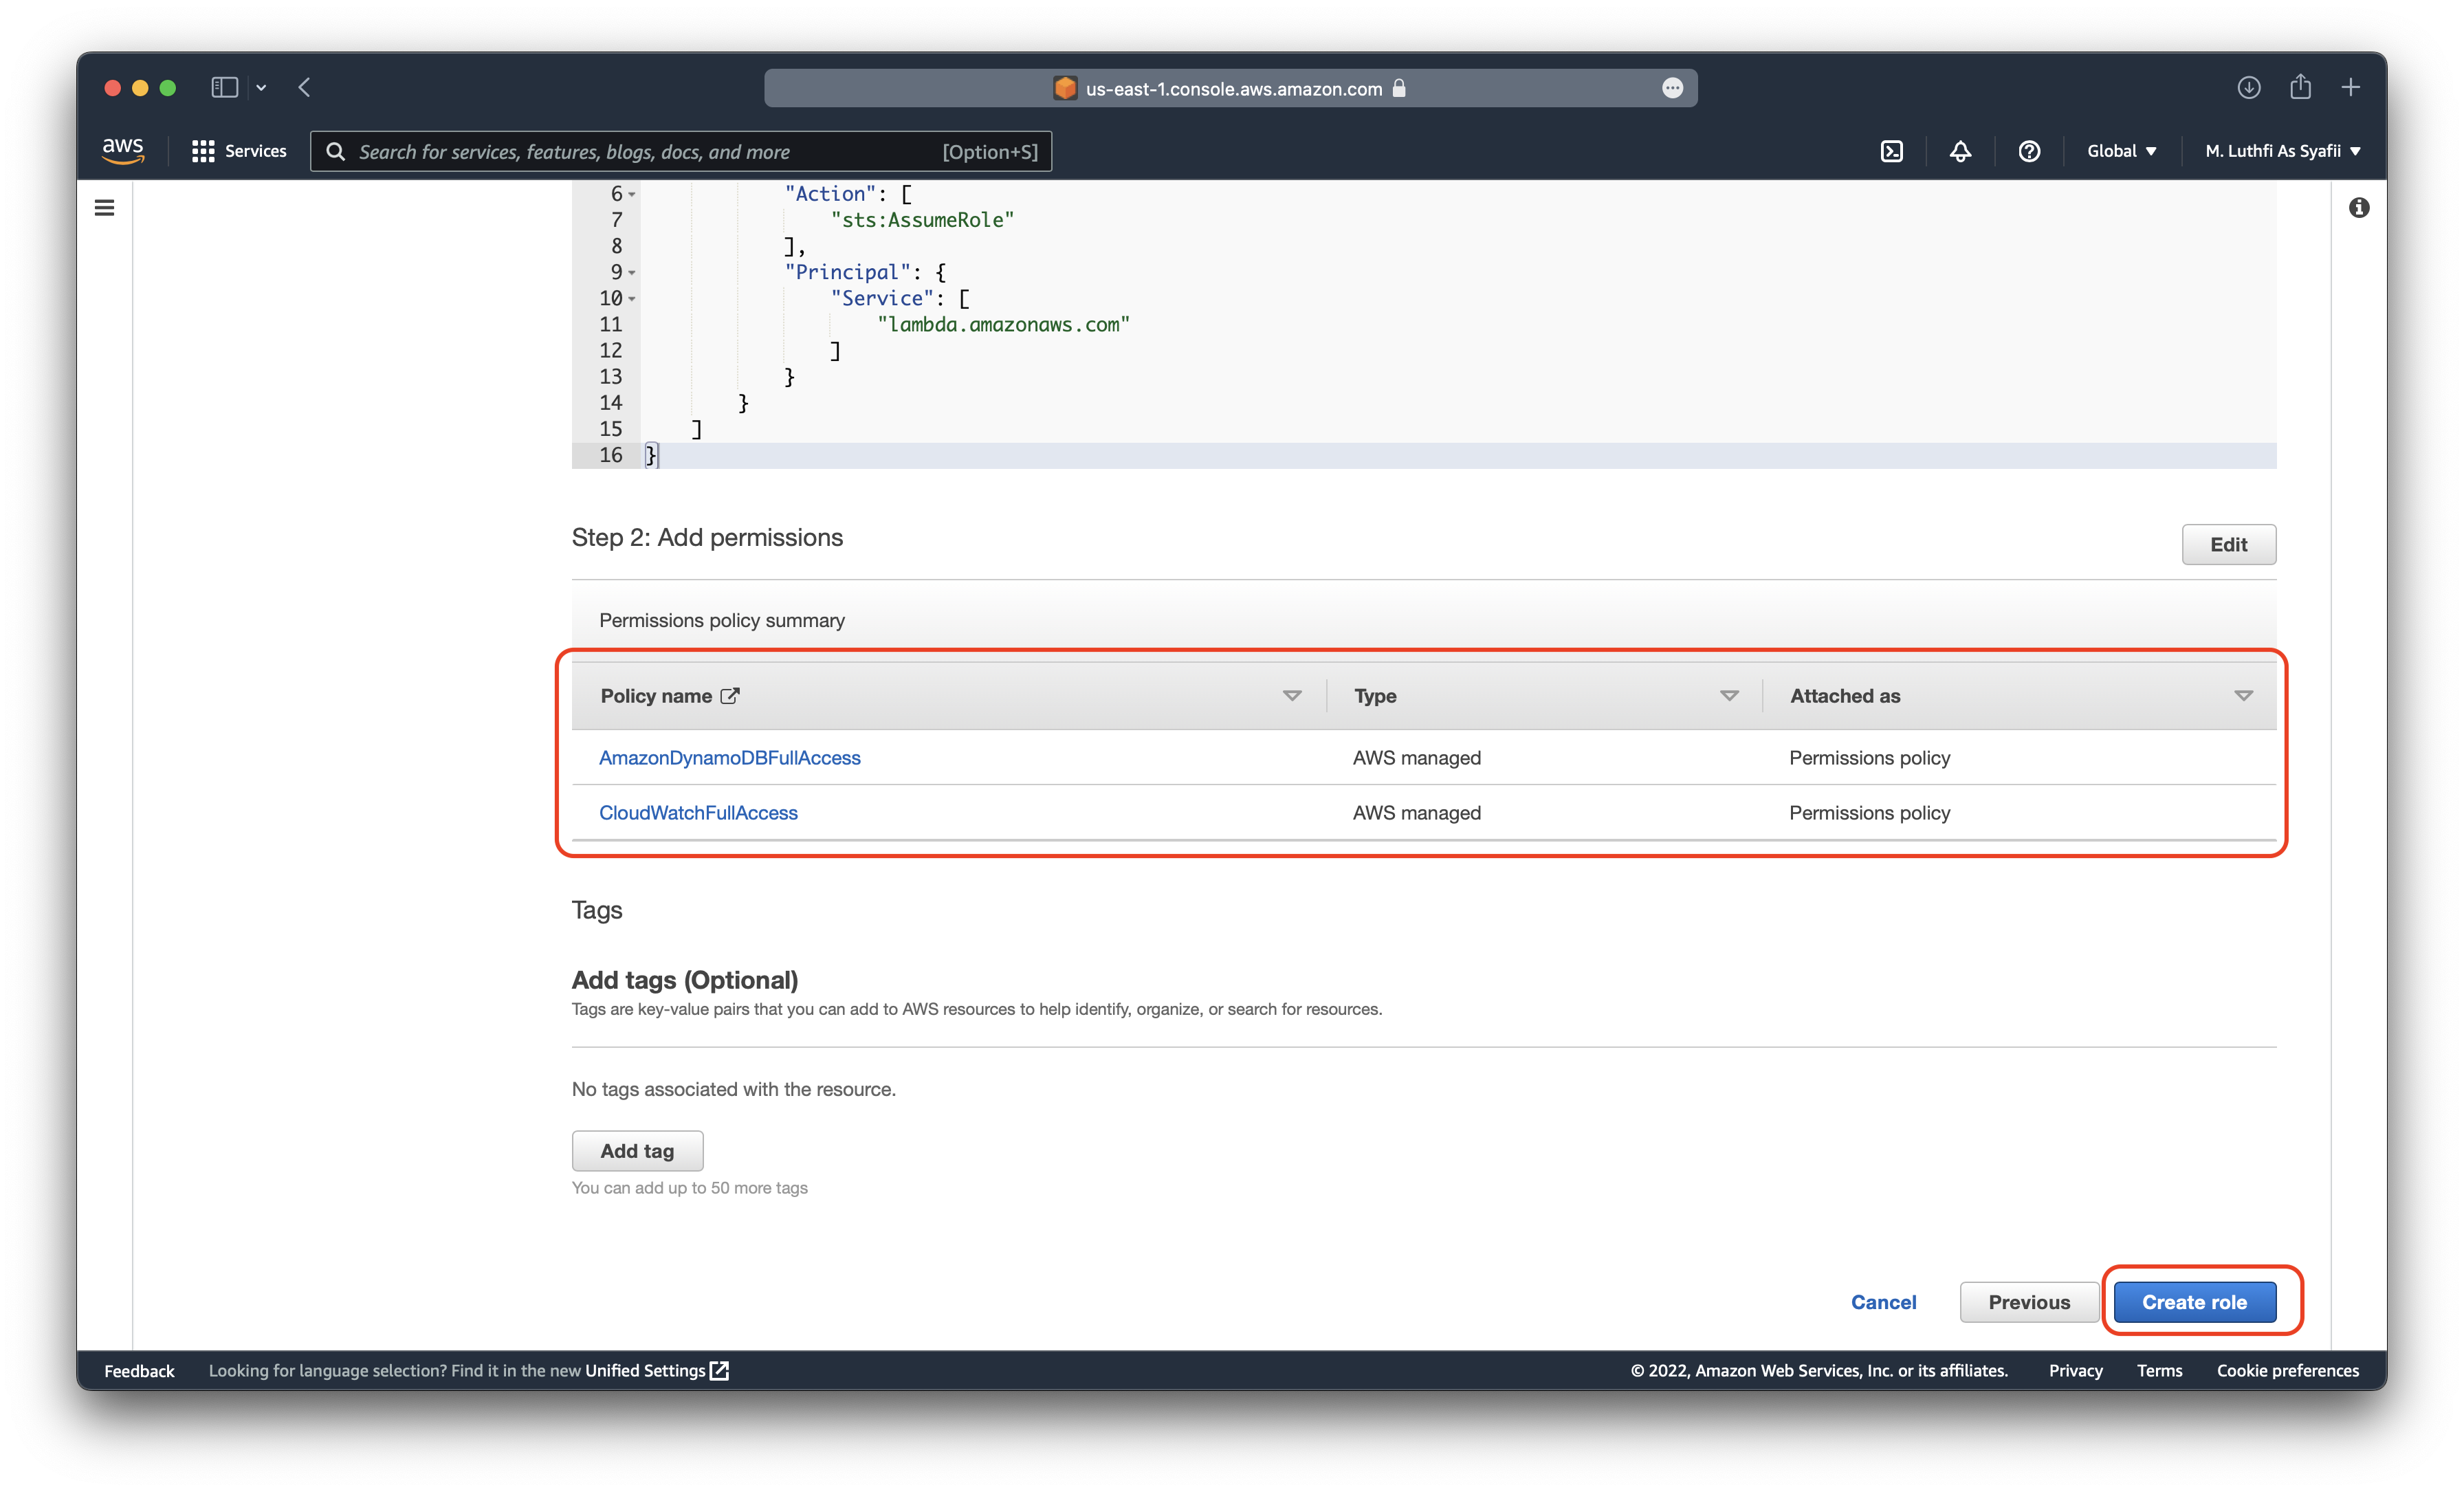 us-east-1.console.aws.amazon.com
aws
Services
Search for services, features, blogs, docs, and more
[Option+S]
Global
M. Luthfi As Syafii
6 "Action": [
7 "sts:AssumeRole"
8 ],
9 "Principal": {
10 "Service": [
11 "lambda.amazonaws.com"
12 ]
13 }
14 }
15 ]
16 }
Step 2: Add permissions
Edit
Permissions policy summary
Policy name
Type
Attached as
AmazonDynamoDBFullAccess
AWS managed
Permissions policy
CloudWatchFullAccess
AWS managed
Permissions policy
Tags
Add tags (Optional)
Tags are key-value pairs that you can add to AWS resources to help identify, organize, or search for resources.
No tags associated with the resource.
Add tag
You can add up to 50 more tags
Cancel
Previous
Create role
Feedback
Looking for language selection? Find it in the new Unified Settings
© 2022, Amazon Web Services, Inc. or its affiliates.
Privacy
Terms
Cookie preferences